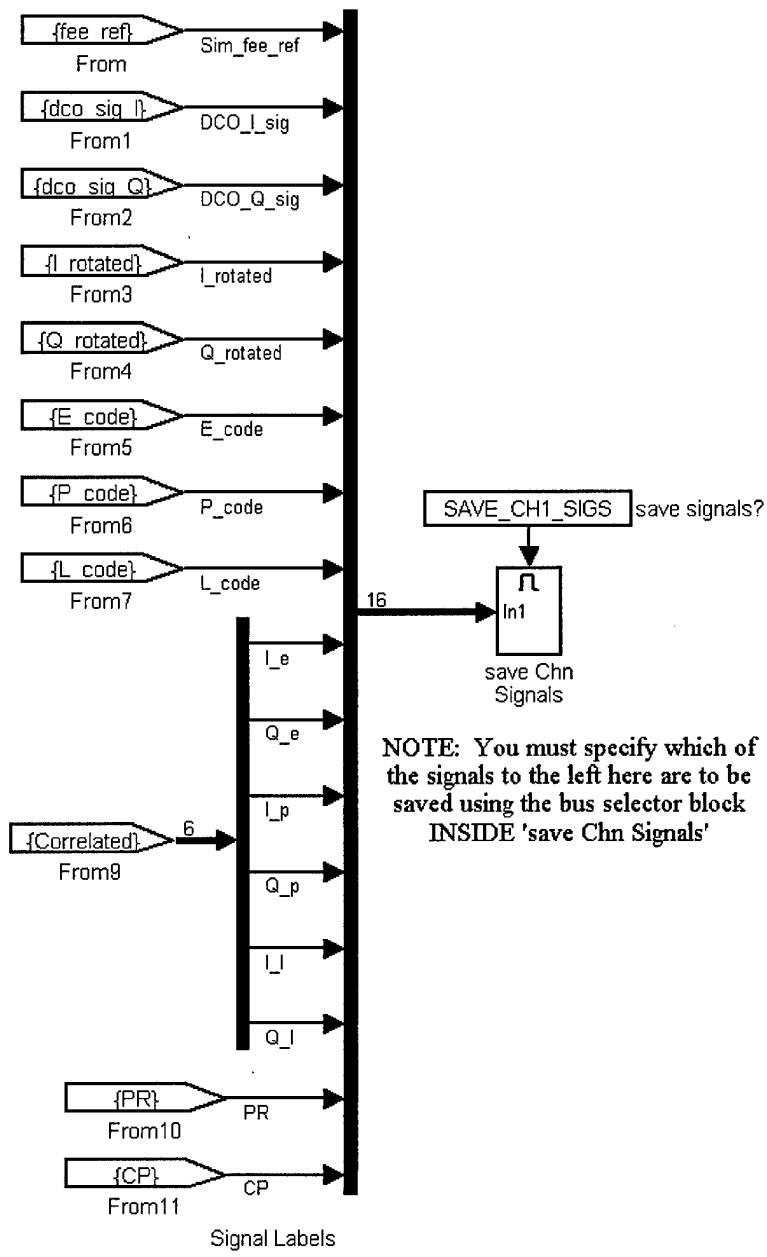 {fee_ref}
Sim_fee_ref
From
{dco_sig_I}
DCO_I_sig
From1
{dco_sig_Q}
DCO_Q_sig
From2
{I_rotated}
I_rotated
From3
{Q_rotated}
Q_rotated
From4
{E_code}
E_code
From5
{P_code}
P_code
From6
{L_code}
L_code
From7
SAVE_CH1_SIGS
save signals?
16
In1
save Chn
Signals
I_e
Q_e
I_p
Q_p
I_l
Q_l
{Correlated}
6
From9
NOTE: You must specify which of
the signals to the left here are to be
saved using the bus selector block
INSIDE 'save Chn Signals'
{PR}
PR
From10
{CP}
CP
From11
Signal Labels